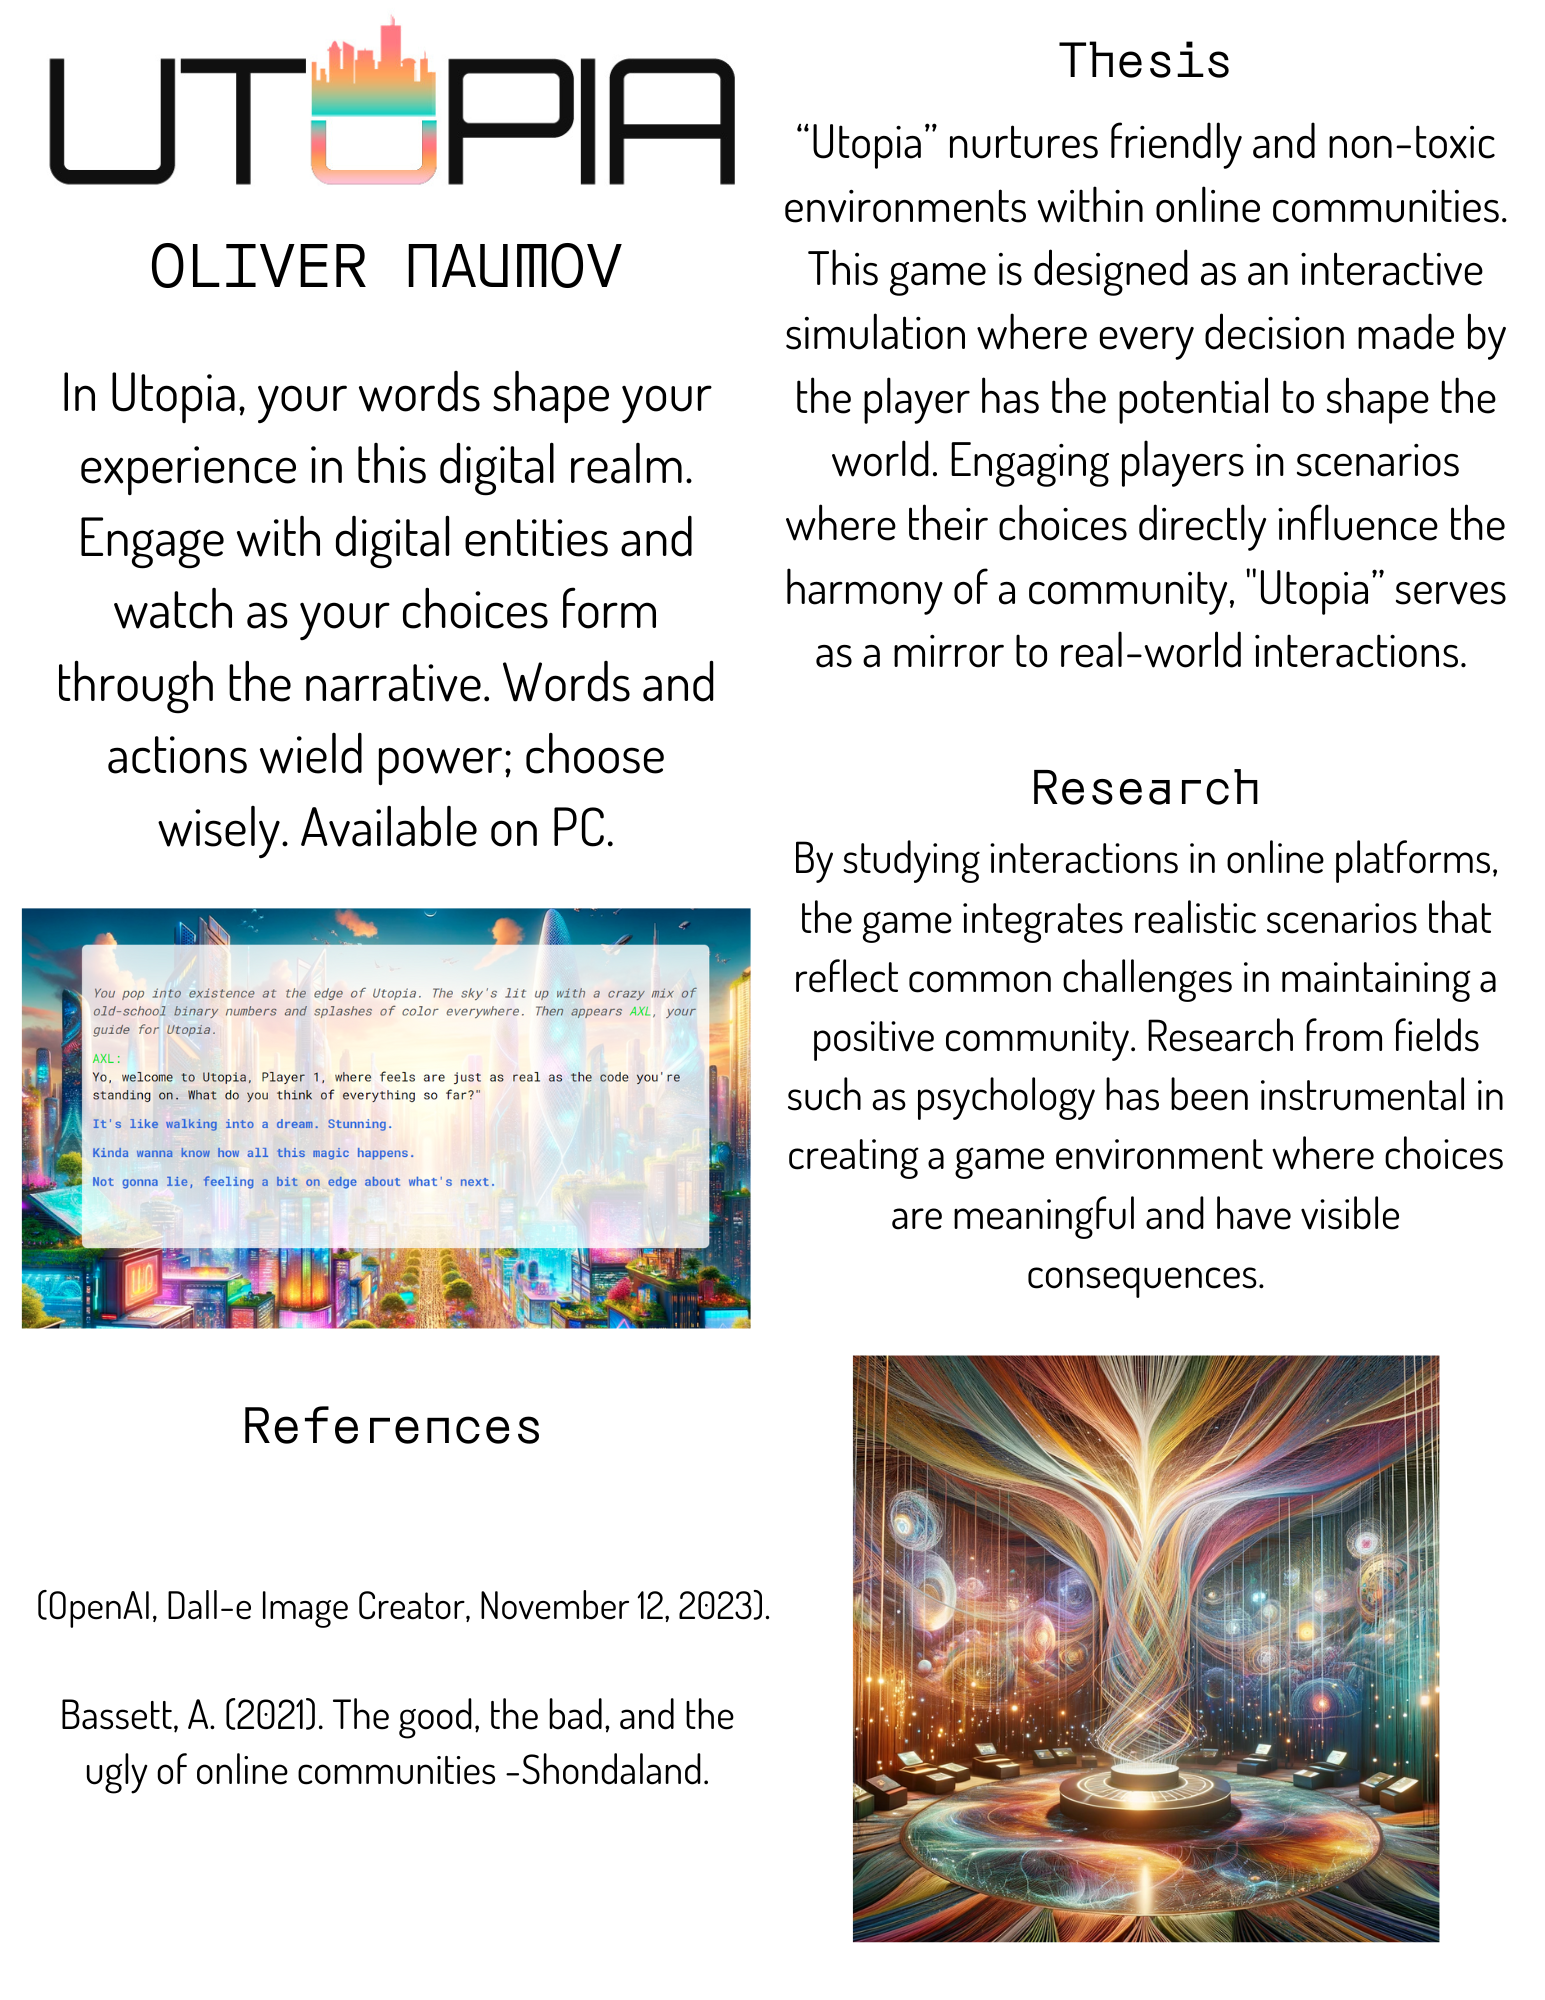 UTOPIA
OLIVER NAUMOV
In Utopia, your words shape your
experience in this digital realm.
Engage with digital entities and
watch as your choices form
through the narrative. Words and
actions wield power; choose
wisely. Available on PC.
You pop into existence at the edge of Utopia. The sky's lit up with a crazy mix of
old-school binary numbers and splashes of color everywhere. Then appears AXL, your
guide for Utopia.
AXL:
Yo, welcome to Utopia, Player 1, where feels are just as real as the code you're
standing on. What do you think of everything so far?"
It's like walking into a dream. Stunning.
Kinda wanna know how all this magic happens.
Not gonna lie, feeling a bit on edge about what's next.
References
(OpenAI, Dall-e Image Creator, November 12, 2023).
Bassett, A. (2021). The good, the bad, and the
ugly of online communities -Shondaland.
Thesis
“Utopia” nurtures friendly and non-toxic
environments within online communities.
This game is designed as an interactive
simulation where every decision made by
the player has the potential to shape the
world. Engaging players in scenarios
where their choices directly influence the
harmony of a community, "Utopia” serves
as a mirror to real-world interactions.
Research
By studying interactions in online platforms,
the game integrates realistic scenarios that
reflect common challenges in maintaining a
positive community. Research from fields
such as psychology has been instrumental in
creating a game environment where choices
are meaningful and have visible
consequences.